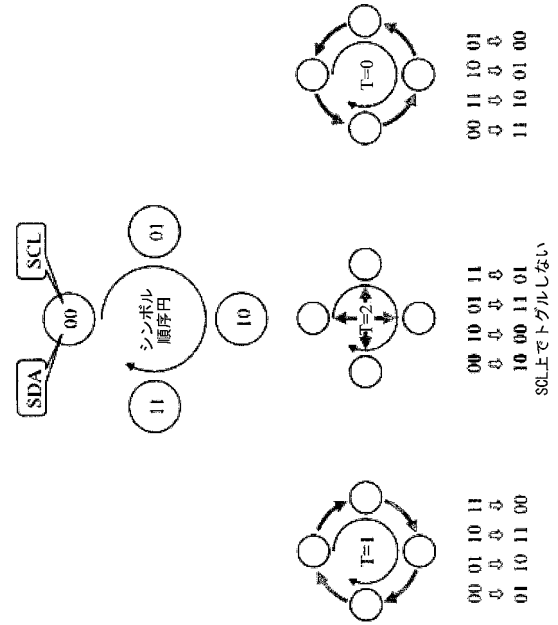 SDA
SCL
00
11
シンボル
順序円
01
10
T=1
00 01 10 11
⇩ ⇩ ⇩ ⇩
01 10 11 00
T=2
00 10 01 11
⇩ ⇩ ⇩ ⇩
10 00 11 01
SCL上でトグルしない
T=0
00 11 10 01
⇩ ⇩ ⇩ ⇩
11 10 01 00